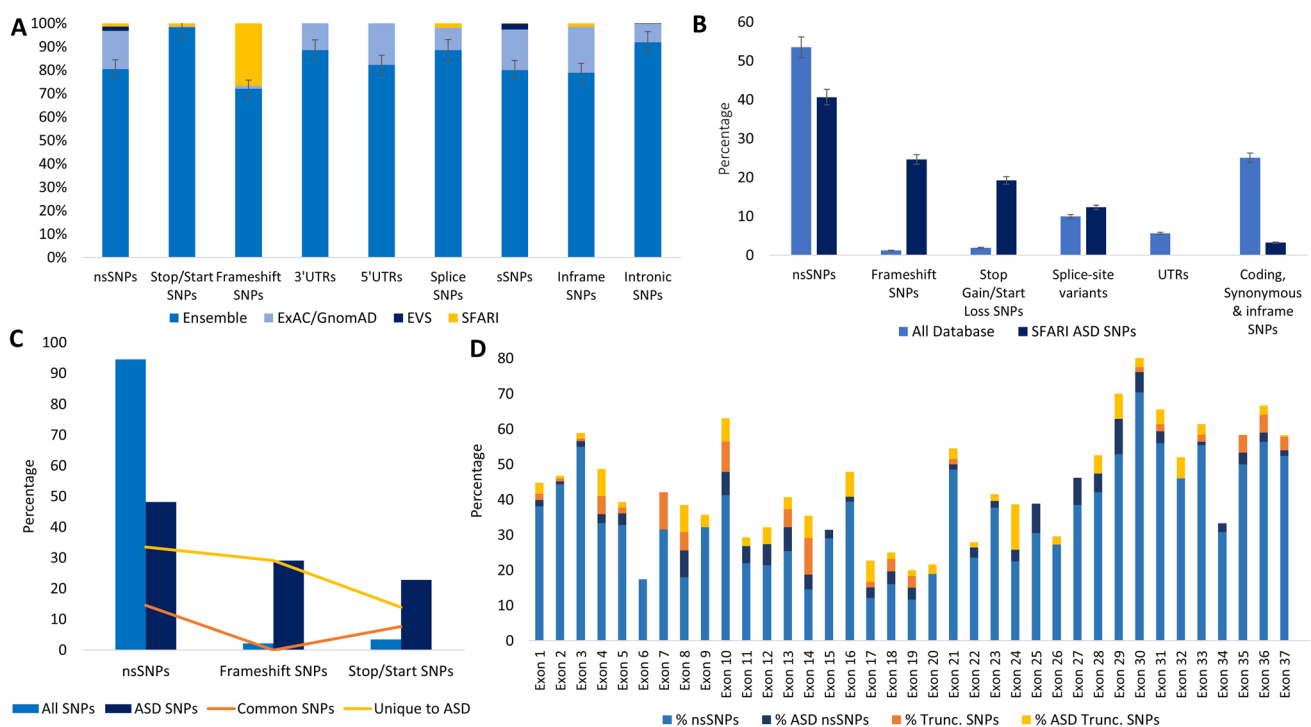 A
100%
90%
80%
70%
60%
50%
40%
30%
20%
10%
0%
nsSNPs Stop/Start Frameshift 3'UTRs 5'UTRs Splice sSNPs Inframe Intronic
SNPs SNPs SNPs SNPs SNPs
Ensemble ExAC/GnomAD EVS SFARI
B
Percentage
60
50
40
30
20
10
0
nsSNPs Frameshift Stop Splice-site UTRs Coding,
SNPs Gain/Start variants Synonymous
Loss SNPs & inframe
SNPs
All Database SFARI ASD SNPs
C
Percentage
100
90
80
70
60
50
40
30
20
10
0
nsSNPs Frameshift SNPs Stop/Start SNPs
All SNPs ASD SNPs Common SNPs Unique to ASD
D
Percentage
80
70
60
50
40
30
20
10
0
Exon 1
Exon 2
Exon 3
Exon 4
Exon 5
Exon 6
Exon 7
Exon 8
Exon 9
Exon 10
Exon 11
Exon 12
Exon 13
Exon 14
Exon 15
Exon 16
Exon 17
Exon 18
Exon 19
Exon 20
Exon 21
Exon 22
Exon 23
Exon 24
Exon 25
Exon 26
Exon 27
Exon 28
Exon 29
Exon 30
Exon 31
Exon 32
Exon 33
Exon 34
Exon 35
Exon 36
Exon 37
% nsSNPs % ASD nsSNPs % Trunc. SNPs % ASD Trunc. SNPs